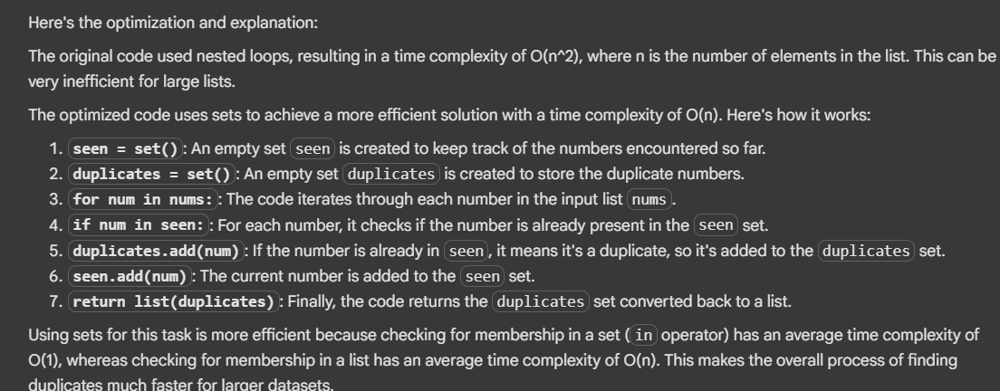 Here's the optimization and explanation:
The original code used nested loops, resulting in a time complexity of O(n^2), where n is the number of elements in the list. This can be
very inefficient for large lists.
The optimized code uses sets to achieve a more efficient solution with a time complexity of O(n). Here's how it works:
1. seen = set(): An empty set seen is created to keep track of the numbers encountered so far.
2. duplicates = set(): An empty set duplicates is created to store the duplicate numbers.
3. for num in nums:: The code iterates through each number in the input list nums.
4. if num in seen:: For each number, it checks if the number is already present in the seen set.
5. duplicates.add(num): If the number is already in seen, it means it's a duplicate, so it's added to the duplicates set.
6. seen.add(num): The current number is added to the seen set.
7. return list(duplicates): Finally, the code returns the duplicates set converted back to a list.
Using sets for this task is more efficient because checking for membership in a set (in operator) has an average time complexity of
O(1), whereas checking for membership in a list has an average time complexity of O(n). This makes the overall process of finding
duplicates much faster for larger datasets.